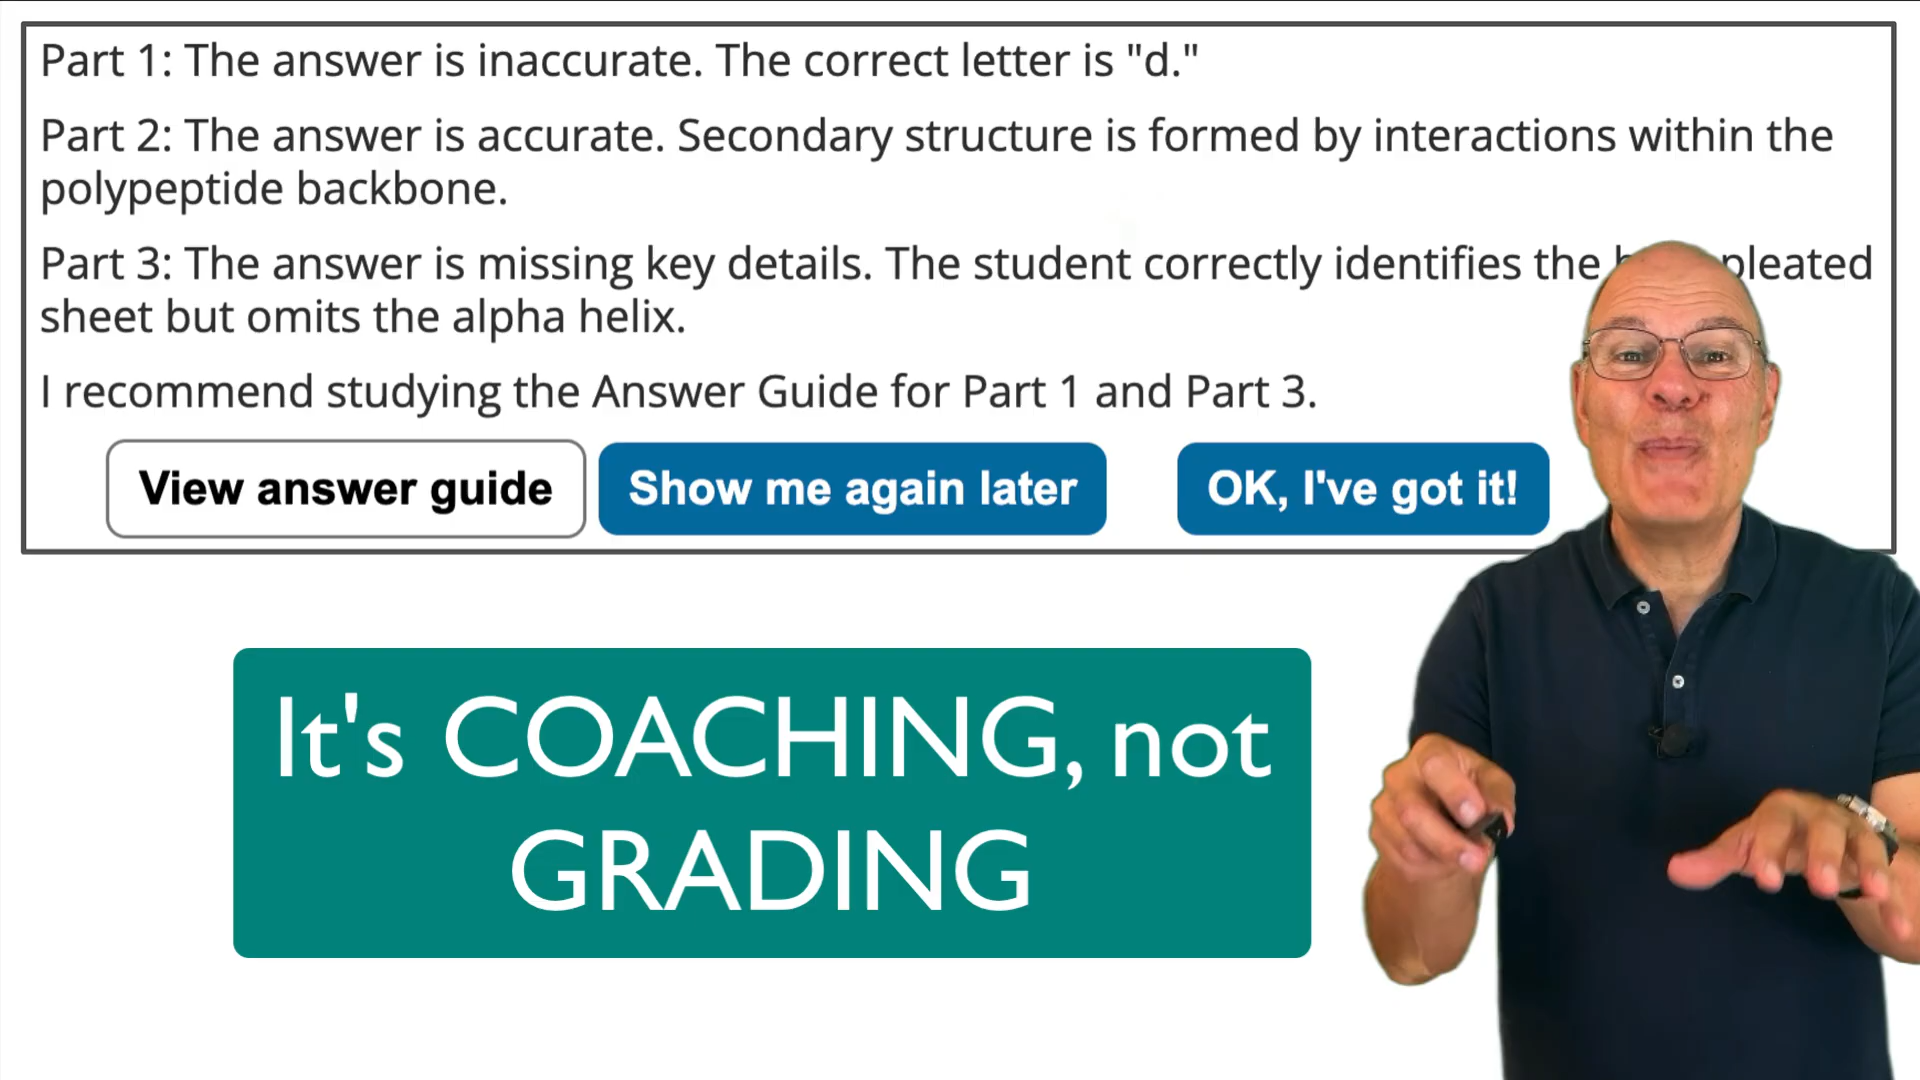 Part 1: The answer is inaccurate. The correct letter is "d."
Part 2: The answer is accurate. Secondary structure is formed by interactions within the
polypeptide backbone.
Part 3: The answer is missing key details. The student correctly identifies the pleated
sheet but omits the alpha helix.
I recommend studying the Answer Guide for Part 1 and Part 3.
View answer guide
Show me again later
OK, I've got it!
It's COACHING, not
GRADING